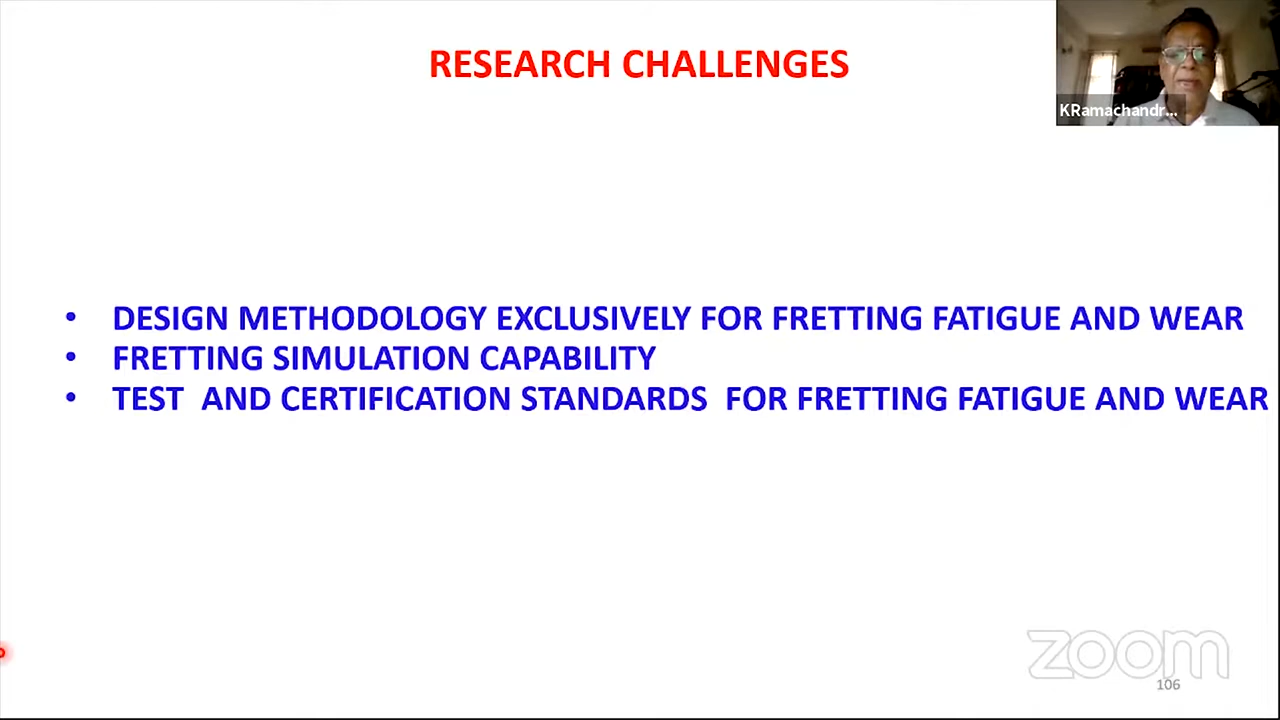 RESEARCH CHALLENGES
KRamachandr...
• DESIGN METHODOLOGY EXCLUSIVELY FOR FRETTING FATIGUE AND WEAR
• FRETTING SIMULATION CAPABILITY
• TEST AND CERTIFICATION STANDARDS FOR FRETTING FATIGUE AND WEAR
zoom
106